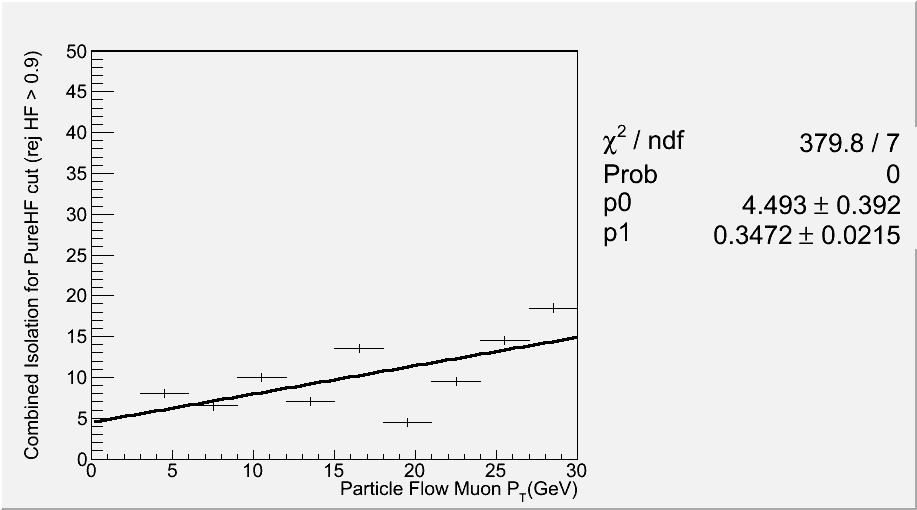 Combined Isolation for PureHF cut (rej HF > 0.9)
50
45
40
35
30
25
20
15
10
5
0
0 5 10 15 20 25 30
Particle Flow Muon P_T(GeV)
χ² / ndf 379.8 / 7
Prob 0
p0 4.493 ± 0.392
p1 0.3472 ± 0.0215